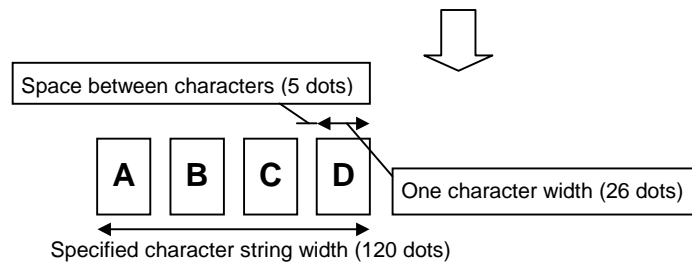 Space between characters (5 dots)
A B C D
One character width (26 dots)
Specified character string width (120 dots)